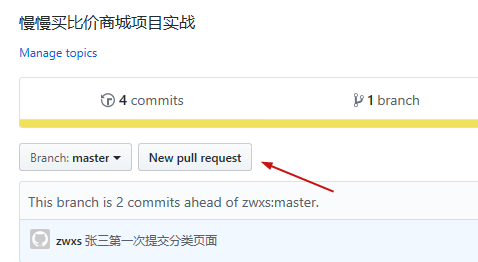 慢慢买比价商城项目实战
Manage topics
4 commits 1 branch
Branch: master New pull request
This branch is 2 commits ahead of zwxs:master.
zwxs 张三第一次提交分类页面